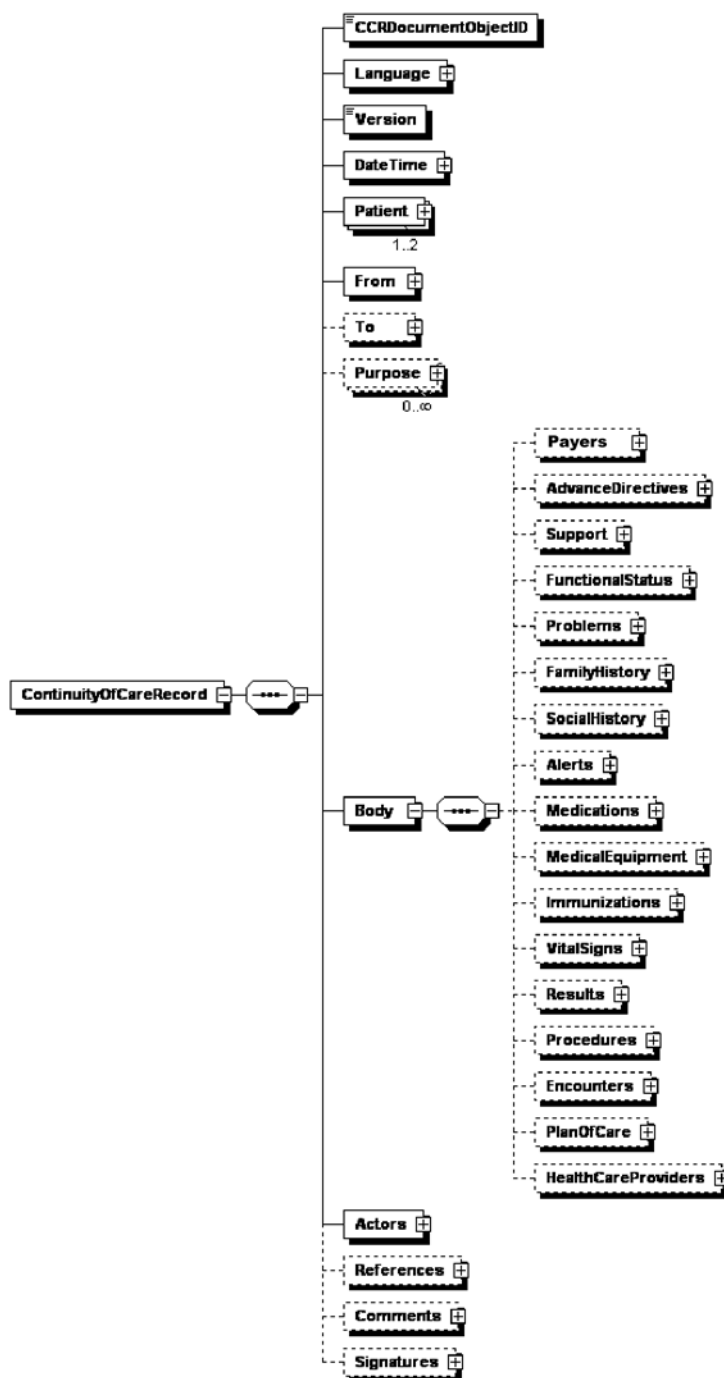 CCRDocumentObjectID
Language
Version
DateTime
Patient
1..2
From
To
Purpose
0..∞
Payers
AdvanceDirectives
Support
FunctionalStatus
Problems
FamilyHistory
ContinuityOfCareRecord
SocialHistory
Alerts
Body
Medications
MedicalEquipment
Immunizations
VitalSigns
Results
Procedures
Encounters
PlanOfCare
HealthCareProviders
Actors
References
Comments
Signatures